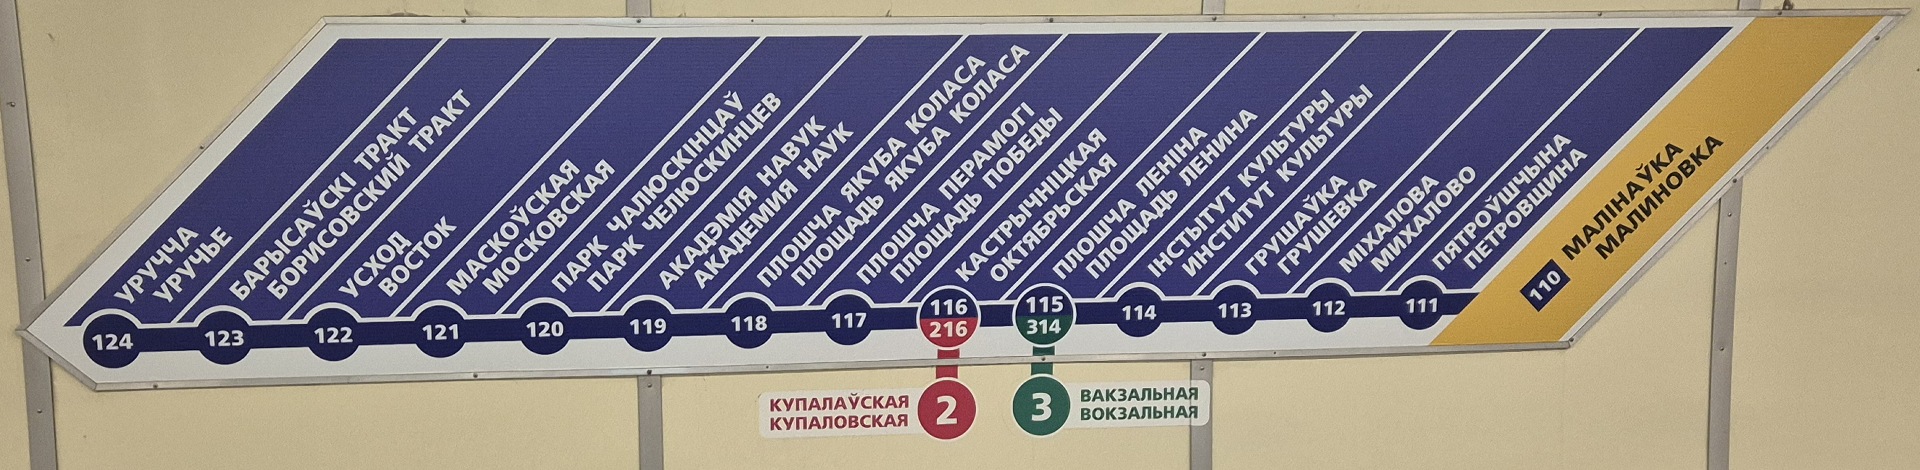 УРУЧЧА
УРУЧЬЕ
124
БАРЫСАЎСКІ ТРАКТ
БОРИСОВСКИЙ ТРАКТ
123
УСХОД
ВОСТОК
122
МАСКОЎСКАЯ
МОСКОВСКАЯ
121
ПАРК ЧАЛЮСКІНЦАЎ
ПАРК ЧЕЛЮСКИНЦЕВ
120
АКАДЭМІЯ НАВУК
АКАДЕМИЯ НАУК
119
ПЛОШЧА ЯКУБА КОЛАСА
ПЛОЩАДЬ ЯКУБА КОЛАСА
118
ПЛОШЧА ПЕРАМОГІ
ПЛОЩАДЬ ПОБЕДЫ
117
КАСТРЫЧНІЦКАЯ
ОКТЯБРЬСКАЯ
116
216
ПЛОШЧА ЛЕНІНА
ПЛОЩАДЬ ЛЕНИНА
115
314
ІНСТЫТУТ КУЛЬТУРЫ
ИНСТИТУТ КУЛЬТУРЫ
114
ГРУШАЎКА
ГРУШЕВКА
113
МІХАЛОВА
МИХАЛОВО
112
ПЯТРОЎШЧЫНА
ПЕТРОВЩИНА
111
110 МАЛІНАЎКА
МАЛИНОВКА
КУПАЛАЎСКАЯ
КУПАЛОВСКАЯ
2
3
ВАКЗАЛЬНАЯ
ВОКЗАЛЬНАЯ